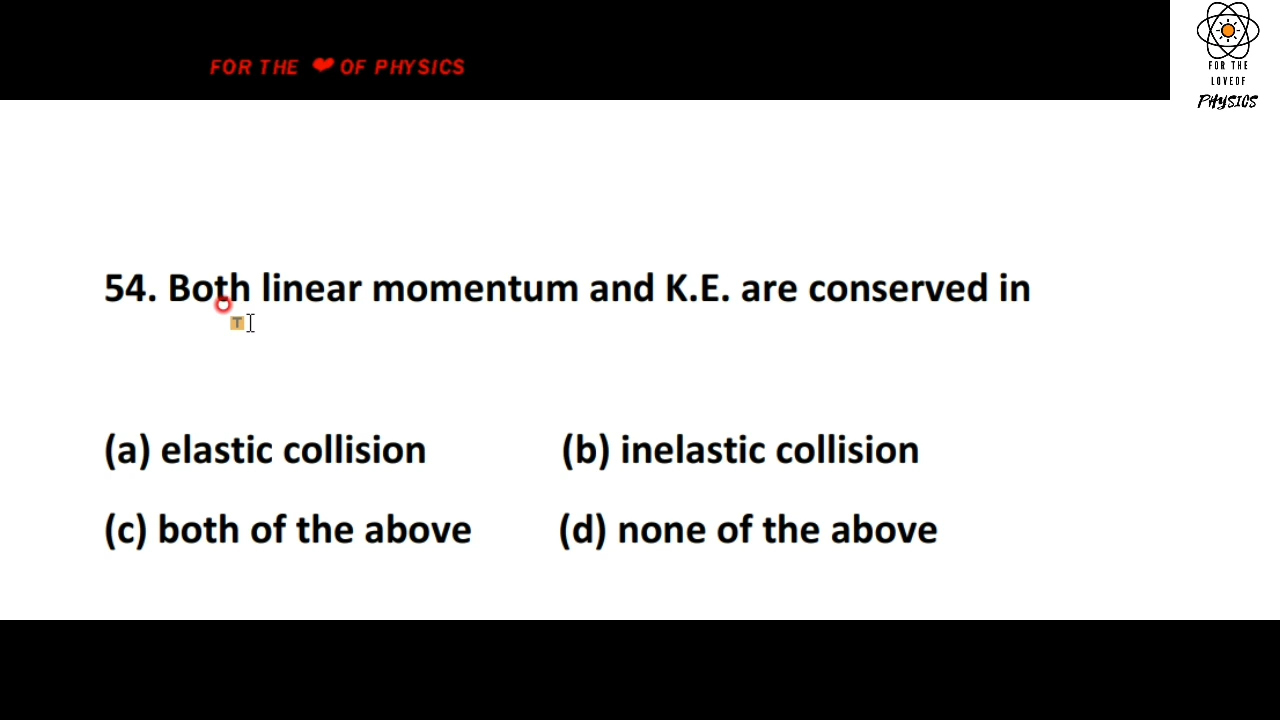 FOR THE ❤ OF PHYSICS
FOR THE
LOVE OF
PHYSICS
54. Both linear momentum and K.E. are conserved in
T
(a) elastic collision (b) inelastic collision
(c) both of the above (d) none of the above